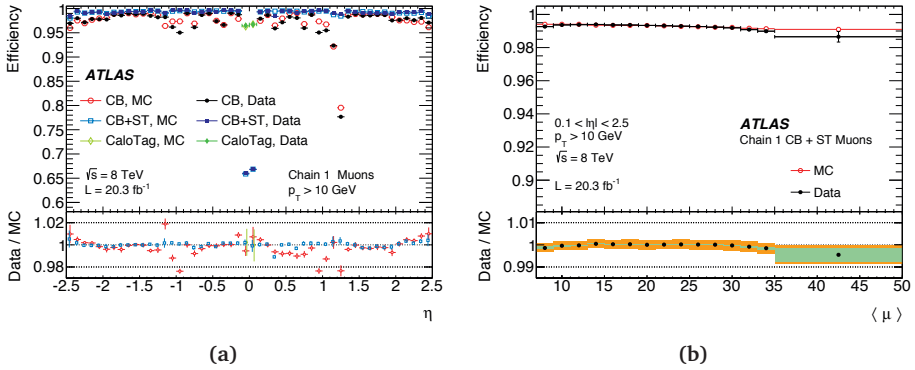 Efficiency
1
0.95
0.9
0.85
0.8
0.75
0.7
0.65
ATLAS
CB, MC
CB, Data
CB+ST, MC
CB+ST, Data
CaloTag, MC
CaloTag, Data
√s = 8 TeV
L = 20.3 fb⁻¹
Chain 1 Muons
p_T > 10 GeV
Data / MC
1.02
1
0.98
-2.5 -2 -1.5 -1 -0.5 0 0.5 1 1.5 2 2.5
η
(a)
Efficiency
1
0.98
0.96
0.94
0.92
0.9
0.1 < |η| < 2.5
p_T > 10 GeV
√s = 8 TeV
L = 20.3 fb⁻¹
ATLAS
Chain 1 CB + ST Muons
MC
Data
Data / MC
1.01
1
0.99
10 15 20 25 30 35 40 45 50
⟨ μ ⟩
(b)